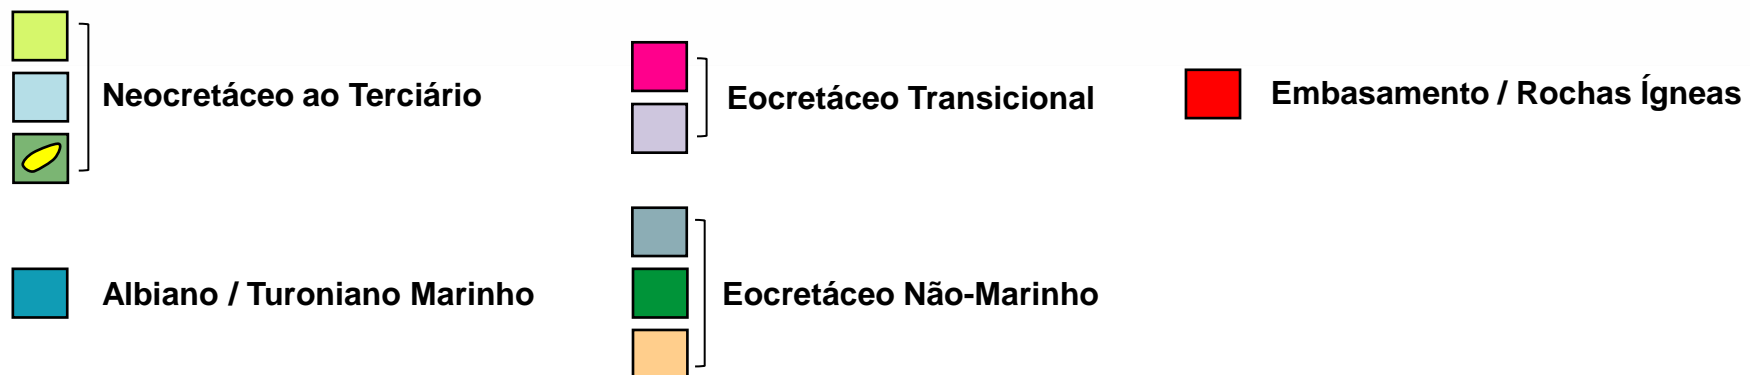 Neocretáceo ao Terciário
Eocretáceo Transicional
Embasamento / Rochas Ígneas
Albiano / Turoniano Marinho
Eocretáceo Não-Marinho